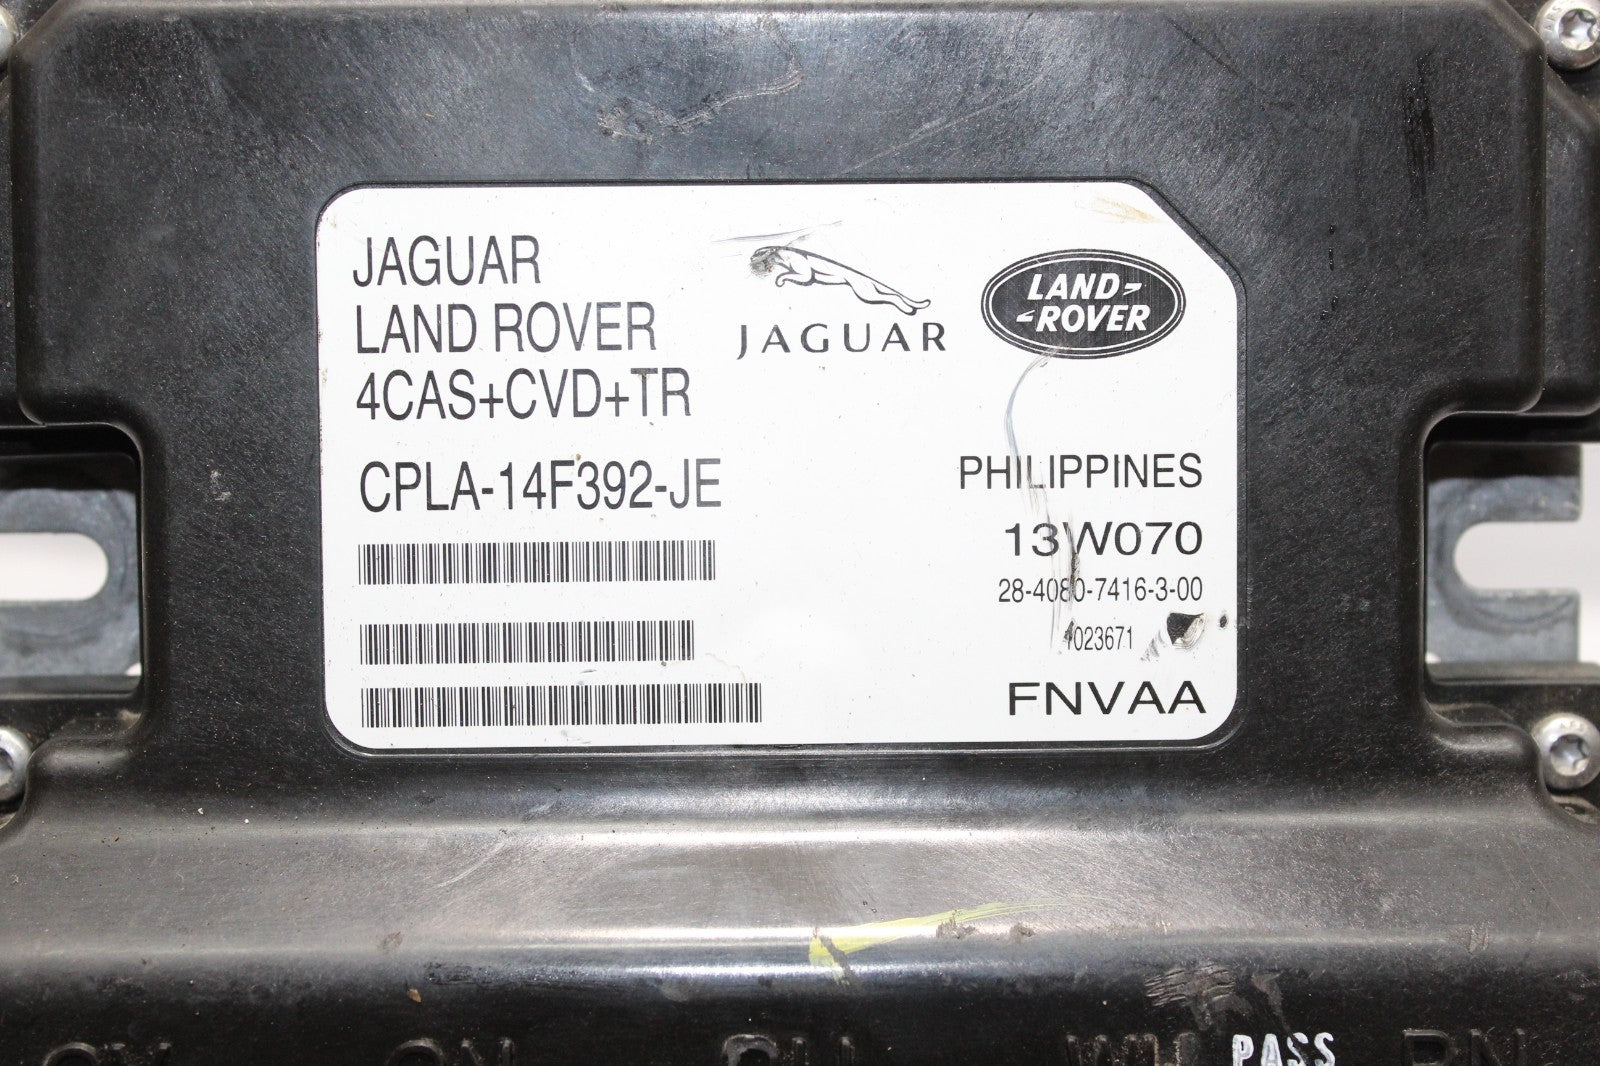 JAGUAR
LAND ROVER
4CAS+CVD+TR
JAGUAR
LAND
ROVER
CPLA-14F392-JE
PHILIPPINES
13W070
28-4080-7416-3-00
1023671
FNVAA
PASS